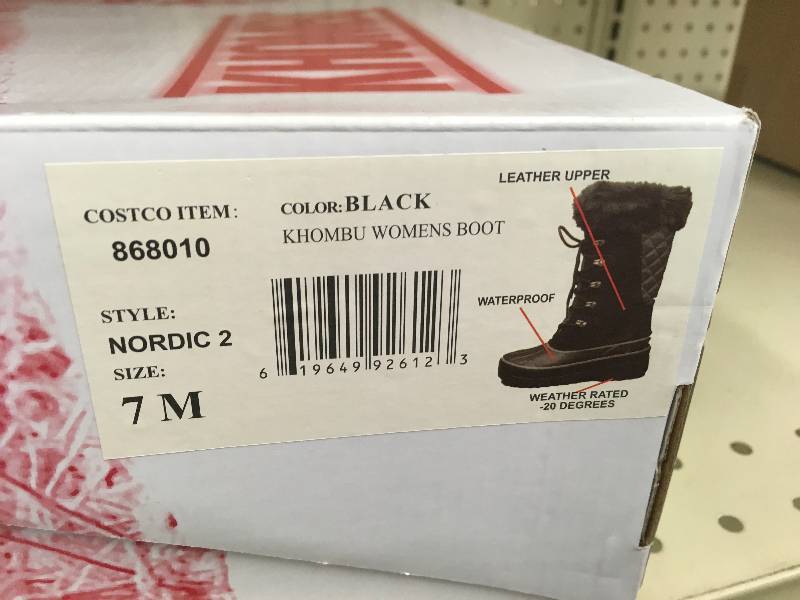 KHOMBU
COSTCO ITEM:
868010
COLOR:BLACK
KHOMBU WOMENS BOOT
STYLE:
NORDIC 2
SIZE:
7 M
6 19649 92612 3
LEATHER UPPER
WATERPROOF
WEATHER RATED
-20 DEGREES